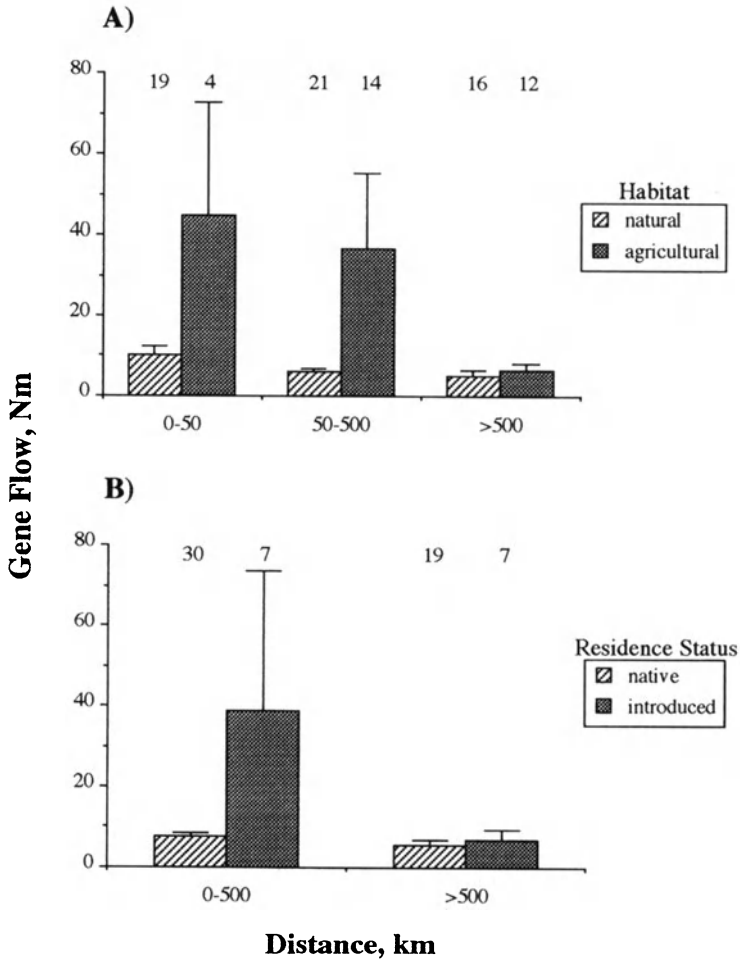 A)
80
60
40
20
0
19 4 21 14 16 12
0-50 50-500 >500
Habitat
natural
agricultural
Gene Flow, Nm
B)
80
60
40
20
0
30 7 19 7
0-500 >500
Residence Status
native
introduced
Distance, km